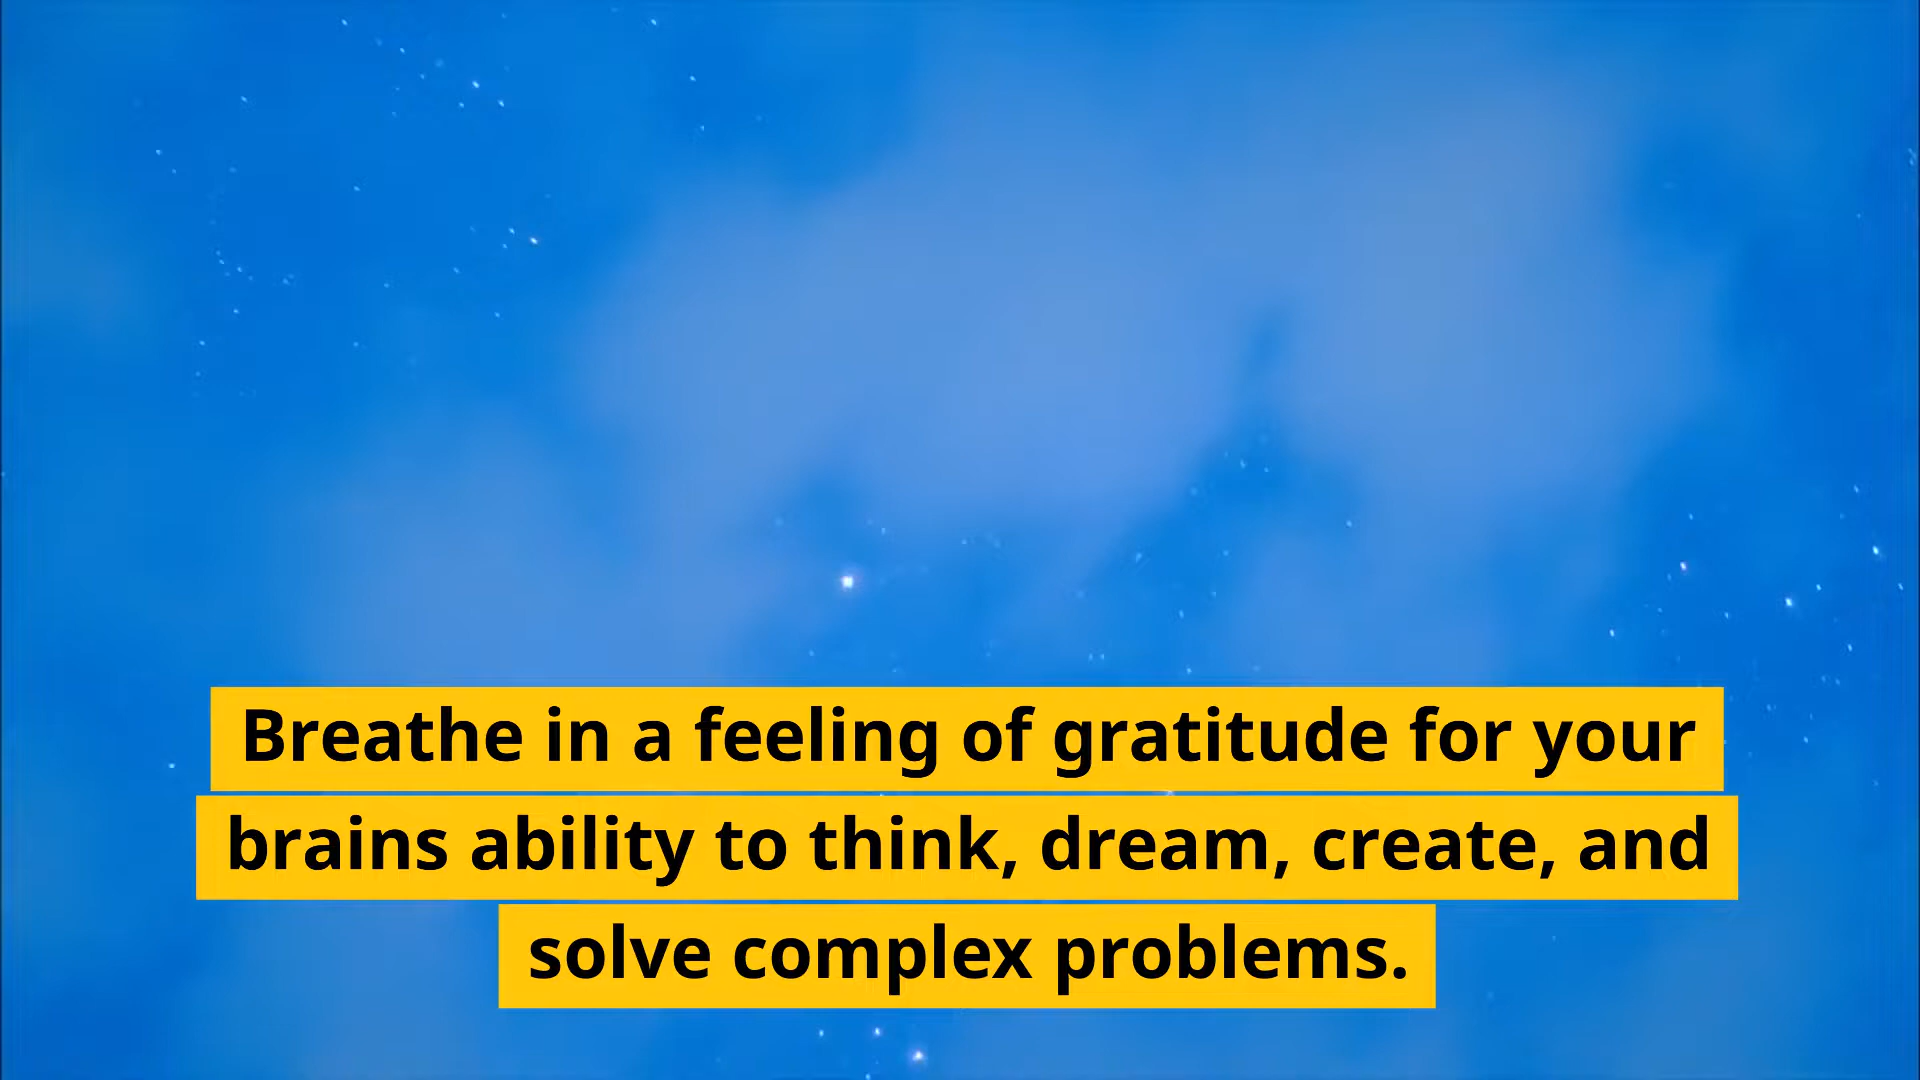 Breathe in a feeling of gratitude for your
brains ability to think, dream, create, and
solve complex problems.